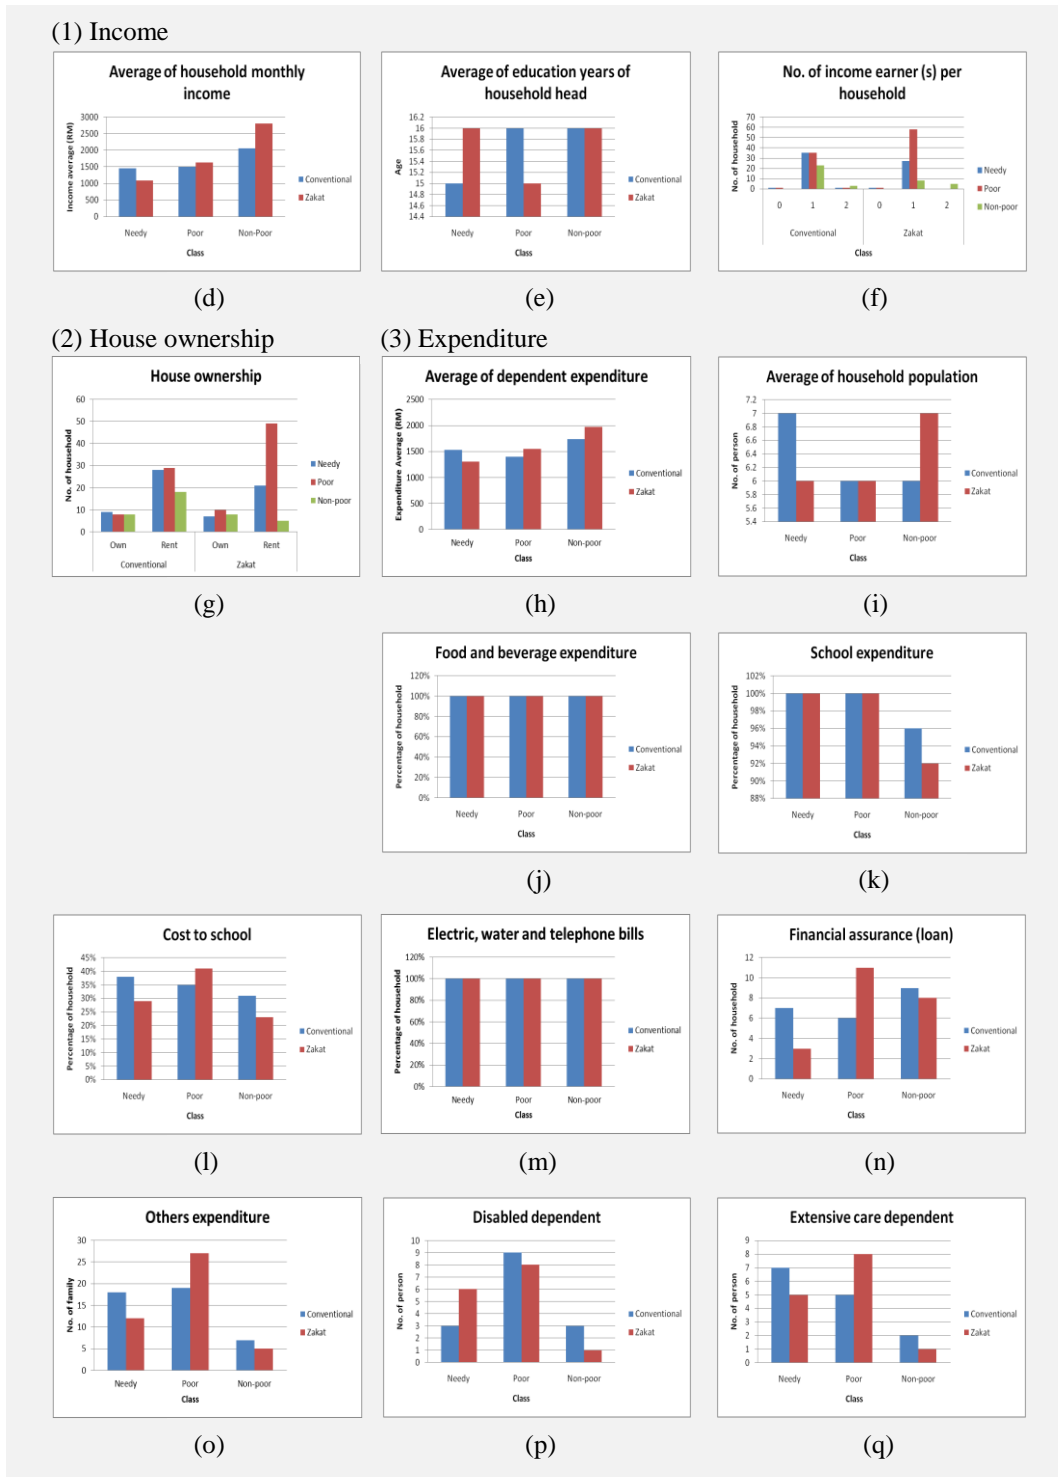 (1) Income
Average of household monthly
income
Income average (RM)
3000
2500
2000
1500
1000
500
0
Needy Poor Non-Poor
Class
Conventional
Zakat
(d)
Average of education years of
household head
Age
16.2
16
15.8
15.6
15.4
15.2
15
14.8
14.6
14.4
Needy Poor Non-poor
Class
Conventional
Zakat
(e)
No. of income earner (s) per
household
No. of household
70
60
50
40
30
20
10
0
0 1 2 0 1 2
Conventional Zakat
Class
Needy
Poor
Non-poor
(f)
(2) House ownership
House ownership
No. of household
60
50
40
30
20
10
0
Own Rent Own Rent
Conventional Zakat
Needy
Poor
Non-poor
(g)
(3) Expenditure
Average of dependent expenditure
Expenditure Average (RM)
2500
2000
1500
1000
500
0
Needy Poor Non-poor
Class
Conventional
Zakat
(h)
Average of household population
No. of person
7.2
7
6.8
6.6
6.4
6.2
6
5.8
5.6
5.4
Needy Poor Non-poor
Class
Conventional
Zakat
(i)
Food and beverage expenditure
Percentage of household
120%
100%
80%
60%
40%
20%
0%
Needy Poor Non-poor
Class
Conventional
Zakat
(j)
School expenditure
Percentage of household
102%
100%
98%
96%
94%
92%
90%
88%
Needy Poor Non-poor
Class
Conventional
Zakat
(k)
Cost to school
Percentage of household
45%
40%
35%
30%
25%
20%
15%
10%
5%
0%
Needy Poor Non-poor
Class
Conventional
Zakat
(l)
Electric, water and telephone bills
Percentage of household
120%
100%
80%
60%
40%
20%
0%
Needy Poor Non-poor
Class
Conventional
Zakat
(m)
Financial assurance (loan)
No. of household
12
10
8
6
4
2
0
Needy Poor Non-poor
Class
Conventional
Zakat
(n)
Others expenditure
No. of family
30
25
20
15
10
5
0
Needy Poor Non-poor
Class
Conventional
Zakat
(o)
Disabled dependent
No. of person
10
9
8
7
6
5
4
3
2
1
0
Needy Poor Non-poor
Class
Conventional
Zakat
(p)
Extensive care dependent
No. of person
9
8
7
6
5
4
3
2
1
0
Needy Poor Non-poor
Class
Conventional
Zakat
(q)